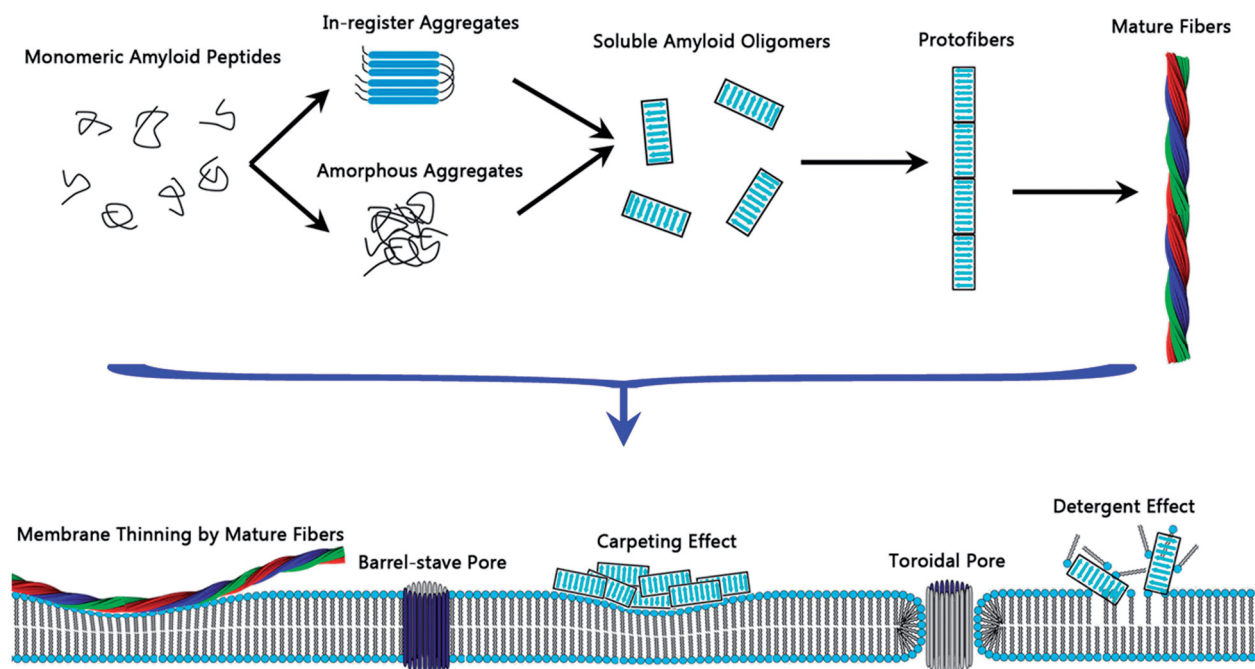 In-register Aggregates
Monomeric Amyloid Peptides
Soluble Amyloid Oligomers
Protofibers
Mature Fibers
Amorphous Aggregates
Membrane Thinning by Mature Fibers
Barrel-stave Pore
Carpeting Effect
Toroidal Pore
Detergent Effect